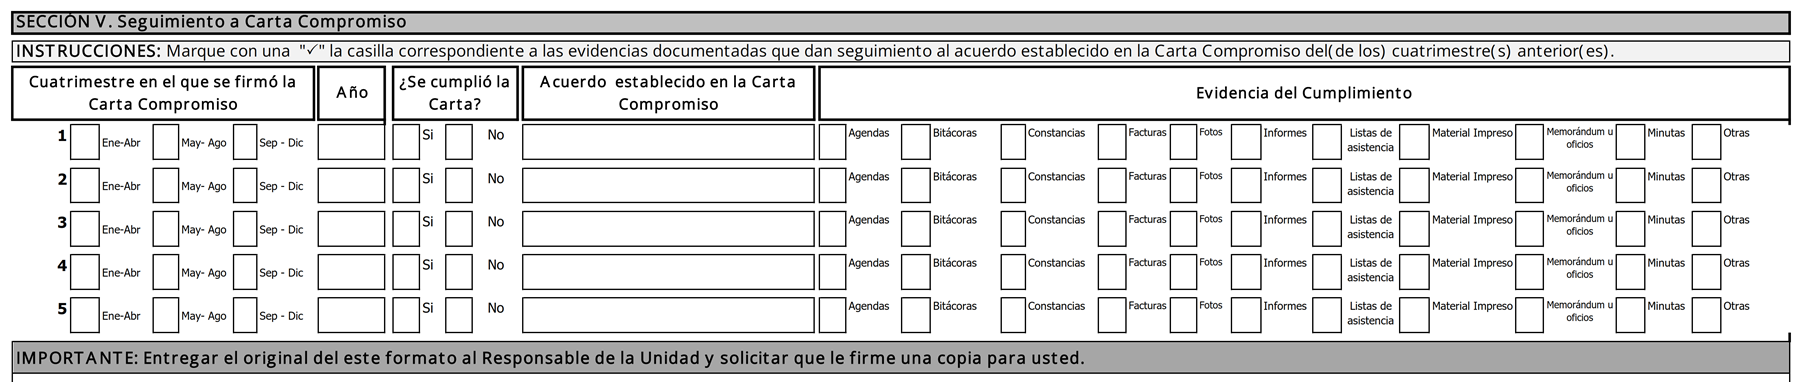 SECCIÓN V. Seguimiento a Carta Compromiso
INSTRUCCIONES: Marque con una "✓" la casilla correspondiente a las evidencias documentadas que dan seguimiento al acuerdo establecido en la Carta Compromiso del(de los) cuatrimestre(s) anterior(es).
Cuatrimestre en el que se firmó la Carta Compromiso Año ¿Se cumplió la Carta? Acuerdo establecido en la Carta Compromiso Evidencia del Cumplimiento
1 Ene-Abr May- Ago Sep - Dic Si No Agendas Bitácoras Constancias Facturas Fotos Informes Listas de asistencia Material Impreso Memorándum u oficios Minutas Otras
2 Ene-Abr May- Ago Sep - Dic Si No Agendas Bitácoras Constancias Facturas Fotos Informes Listas de asistencia Material Impreso Memorándum u oficios Minutas Otras
3 Ene-Abr May- Ago Sep - Dic Si No Agendas Bitácoras Constancias Facturas Fotos Informes Listas de asistencia Material Impreso Memorándum u oficios Minutas Otras
4 Ene-Abr May- Ago Sep - Dic Si No Agendas Bitácoras Constancias Facturas Fotos Informes Listas de asistencia Material Impreso Memorándum u oficios Minutas Otras
5 Ene-Abr May- Ago Sep - Dic Si No Agendas Bitácoras Constancias Facturas Fotos Informes Listas de asistencia Material Impreso Memorándum u oficios Minutas Otras
IMPORTANTE: Entregar el original del este formato al Responsable de la Unidad y solicitar que le firme una copia para usted.